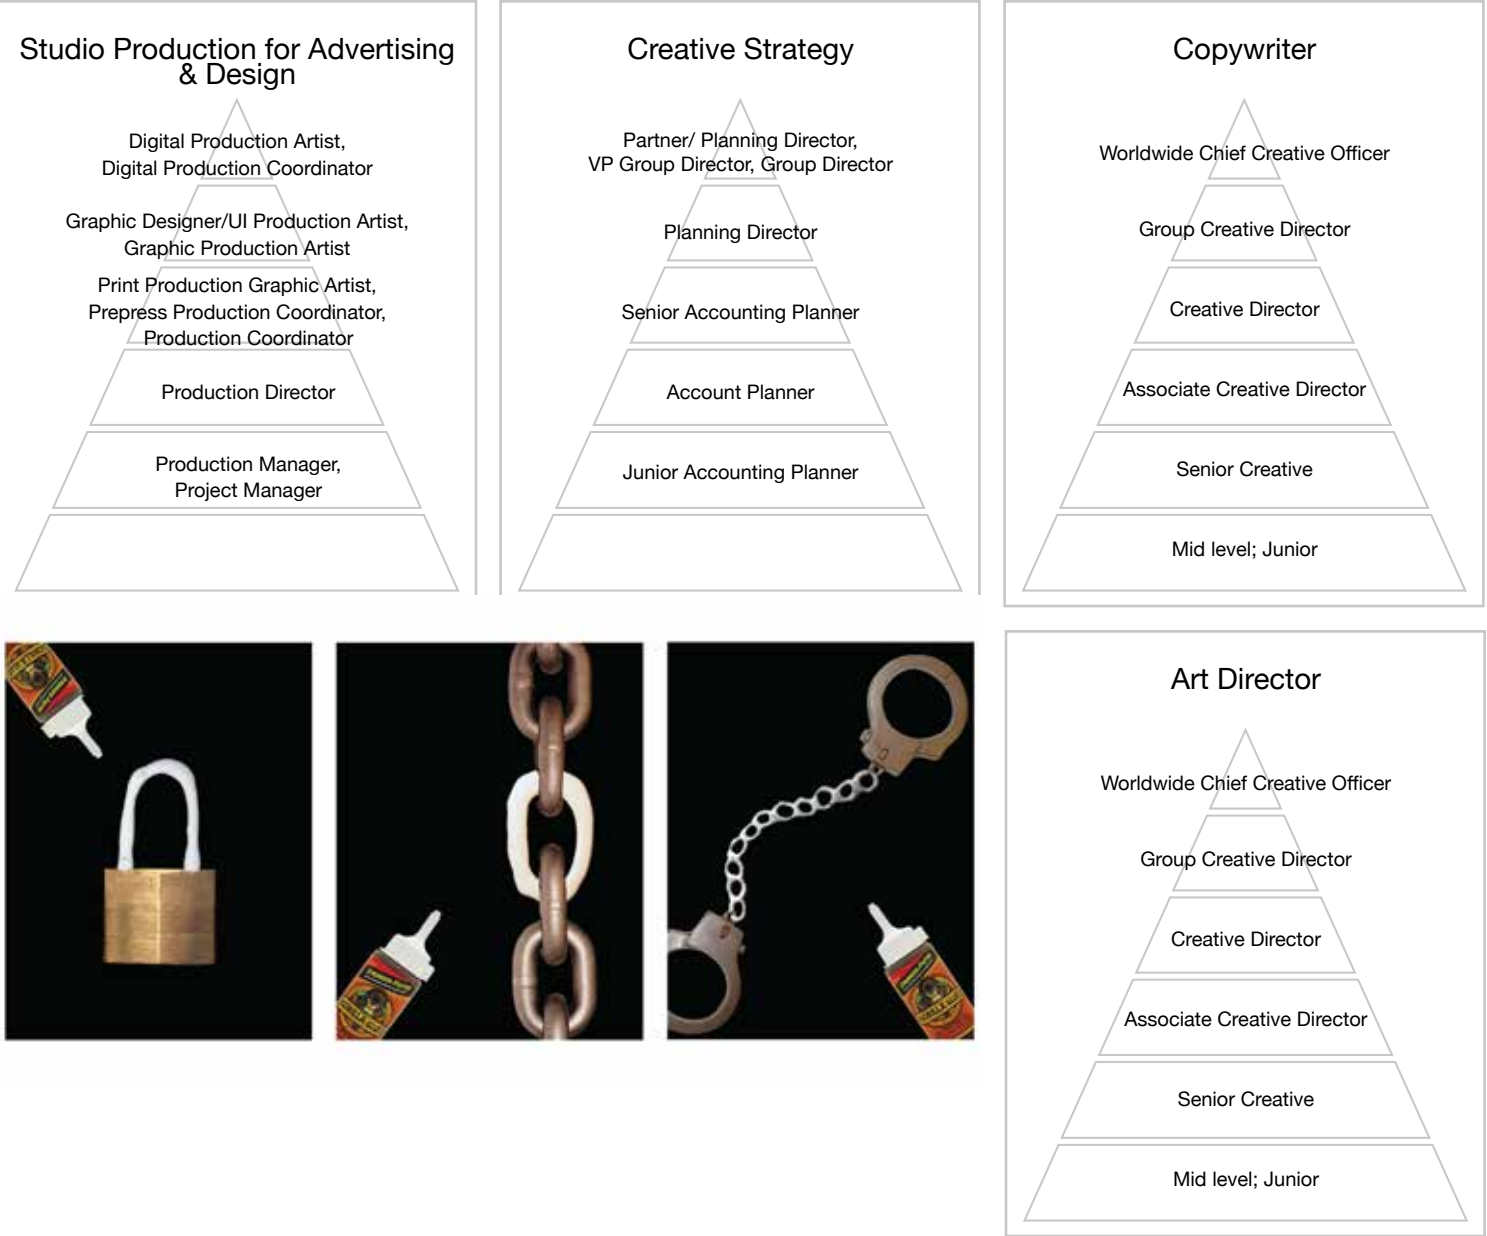 Studio Production for Advertising
& Design
Digital Production Artist,
Digital Production Coordinator
Graphic Designer/UI Production Artist,
Graphic Production Artist
Print Production Graphic Artist,
Prepress Production Coordinator,
Production Coordinator
Production Director
Production Manager,
Project Manager
Creative Strategy
Partner/ Planning Director,
VP Group Director, Group Director
Planning Director
Senior Accounting Planner
Account Planner
Junior Accounting Planner
Copywriter
Worldwide Chief Creative Officer
Group Creative Director
Creative Director
Associate Creative Director
Senior Creative
Mid level; Junior
Art Director
Worldwide Chief Creative Officer
Group Creative Director
Creative Director
Associate Creative Director
Senior Creative
Mid level; Junior